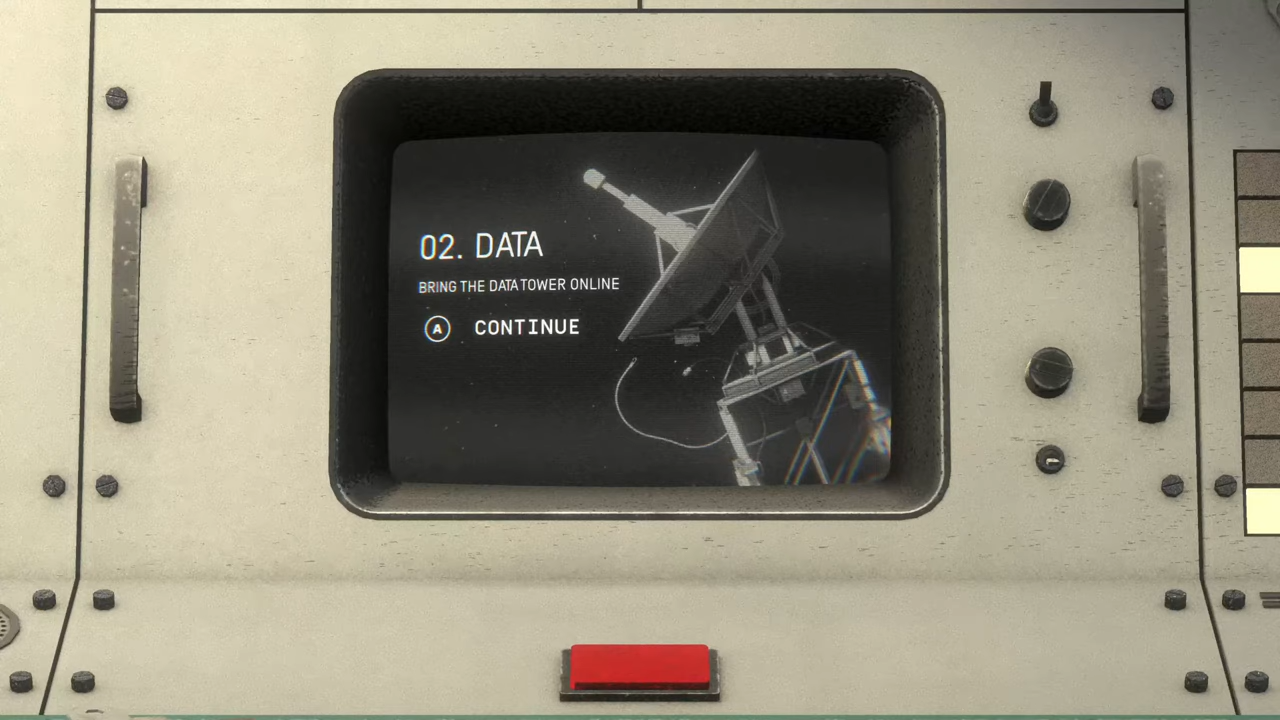 02. DATA
BRING THE DATA TOWER ONLINE
A CONTINUE